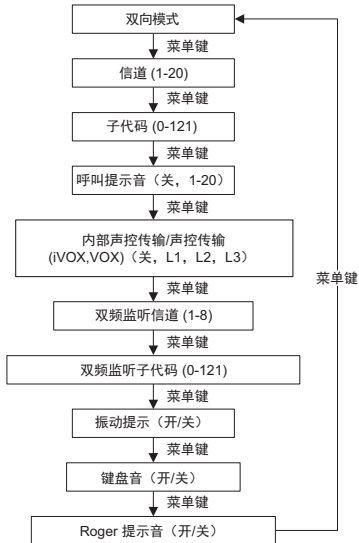 双向模式
菜单键
信道 (1-20)
菜单键
子代码 (0-121)
菜单键
呼叫提示音（关，1-20）
菜单键
内部声控传输/声控传输
(iVOX,VOX)（关，L1，L2，L3）
菜单键
菜单键
双频监听信道 (1-8)
菜单键
双频监听子代码 (0-121)
菜单键
振动提示（开/关）
菜单键
键盘音（开/关）
菜单键
Roger 提示音（开/关）